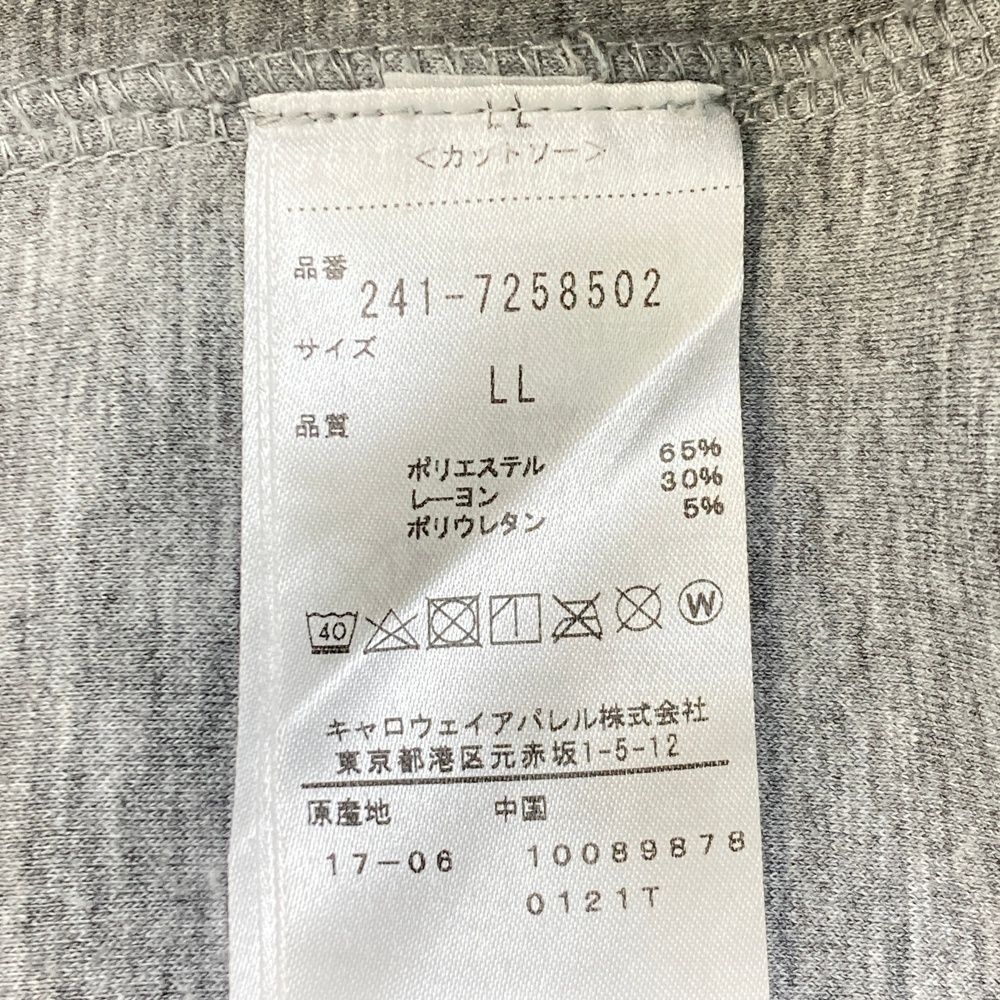 LL
<カットソー>
品番
241-7258502
サイズ
LL
品質
ポリエステル 65%
レーヨン 30%
ポリウレタン 5%
40 W
キャロウェイアパレル株式会社
東京都港区元赤坂1-5-12
原産地 中国
17-06 10089878
0121T